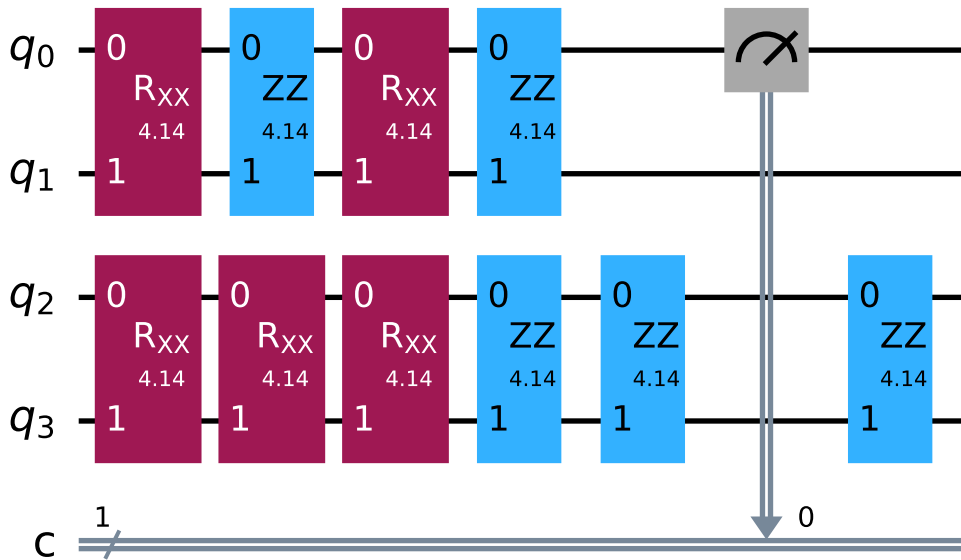 q0 0 0 0 0
RXX ZZ RXX ZZ
4.14 4.14 4.14 4.14
q1 1 1 1 1
q2 0 0 0 0 0 0
RXX RXX RXX ZZ ZZ ZZ
4.14 4.14 4.14 4.14 4.14 4.14
q3 1 1 1 1 1 1
1 0
c